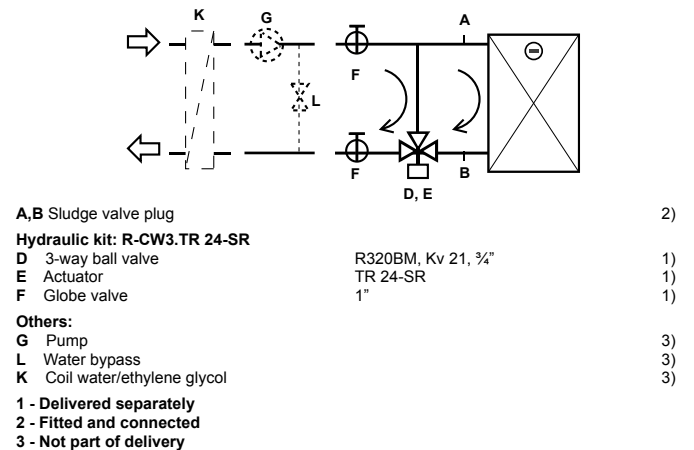 K G A
F L
F B
D, E
A,B Sludge valve plug 2)
Hydraulic kit: R-CW3.TR 24-SR
D 3-way ball valve R320BM, Kv 21, ¾” 1)
E Actuator TR 24-SR 1)
F Globe valve 1” 1)
Others:
G Pump 3)
L Water bypass 3)
K Coil water/ethylene glycol 3)
1 - Delivered separately
2 - Fitted and connected
3 - Not part of delivery